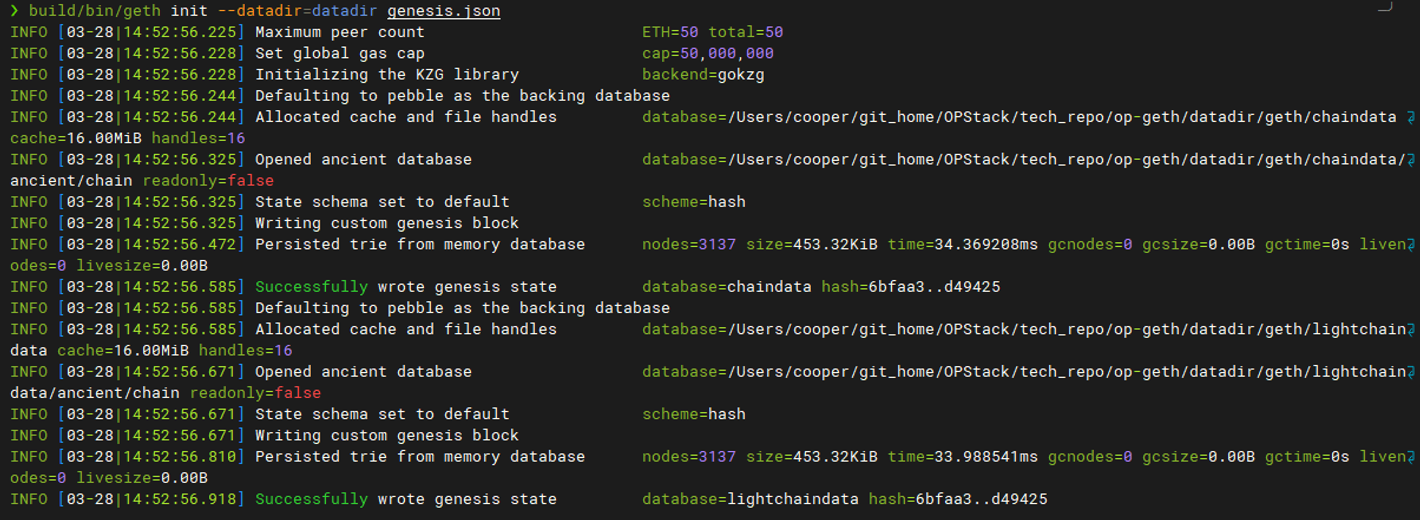 ❯ build/bin/geth init --datadir=datadir genesis.json
INFO [03-28|14:52:56.225] Maximum peer count                       ETH=50 total=50
INFO [03-28|14:52:56.228] Set global gas cap                       cap=50,000,000
INFO [03-28|14:52:56.228] Initializing the KZG library             backend=gokzg
INFO [03-28|14:52:56.244] Defaulting to pebble as the backing database
INFO [03-28|14:52:56.244] Allocated cache and file handles         database=/Users/cooper/git_home/OPStack/tech_repo/op-geth/datadir/geth/chaindata
cache=16.00MiB handles=16
INFO [03-28|14:52:56.325] Opened ancient database                  database=/Users/cooper/git_home/OPStack/tech_repo/op-geth/datadir/geth/chaindata/
ancient/chain readonly=false
INFO [03-28|14:52:56.325] State schema set to default              scheme=hash
INFO [03-28|14:52:56.325] Writing custom genesis block
INFO [03-28|14:52:56.472] Persisted trie from memory database      nodes=3137 size=453.32KiB time=34.369208ms gcnodes=0 gcsize=0.00B gctime=0s liven
odes=0 livesize=0.00B
INFO [03-28|14:52:56.585] Successfully wrote genesis state         database=chaindata hash=6bfaa3..d49425
INFO [03-28|14:52:56.585] Defaulting to pebble as the backing database
INFO [03-28|14:52:56.585] Allocated cache and file handles         database=/Users/cooper/git_home/OPStack/tech_repo/op-geth/datadir/geth/lightchain
data cache=16.00MiB handles=16
INFO [03-28|14:52:56.671] Opened ancient database                  database=/Users/cooper/git_home/OPStack/tech_repo/op-geth/datadir/geth/lightchain
data/ancient/chain readonly=false
INFO [03-28|14:52:56.671] State schema set to default              scheme=hash
INFO [03-28|14:52:56.671] Writing custom genesis block
INFO [03-28|14:52:56.810] Persisted trie from memory database      nodes=3137 size=453.32KiB time=33.988541ms gcnodes=0 gcsize=0.00B gctime=0s liven
odes=0 livesize=0.00B
INFO [03-28|14:52:56.918] Successfully wrote genesis state         database=lightchaindata hash=6bfaa3..d49425